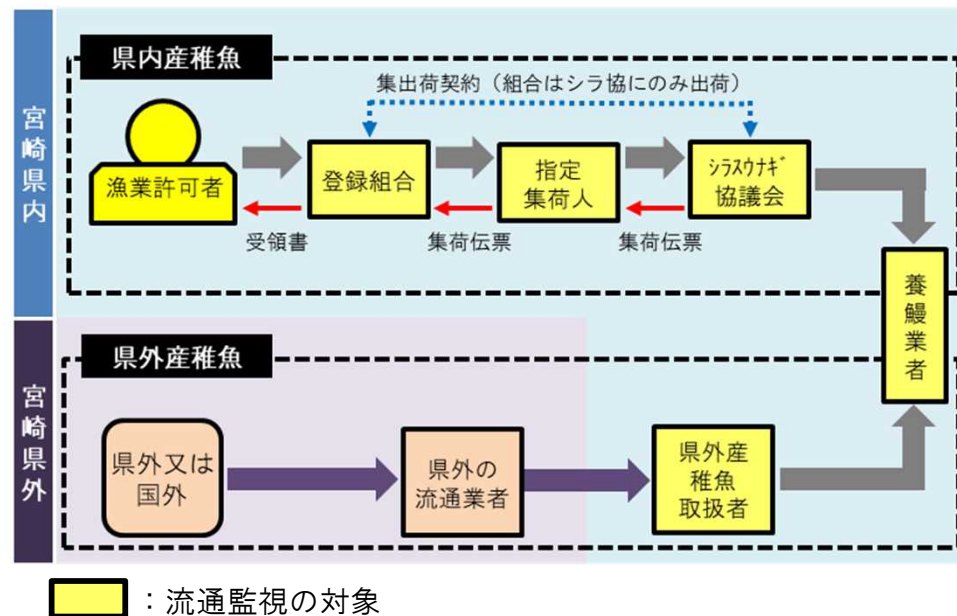 宮崎県内
県内産稚魚
集出荷契約（組合はシラ協にのみ出荷）
漁業許可者
登録組合
指定
集荷人
ｼﾗｽｳﾅｷﾞ
協議会
受領書
集荷伝票
集荷伝票
養鰻業者
宮崎県外
県外産稚魚
県外又は
国外
県外の
流通業者
県外産
稚魚
取扱者
：流通監視の対象